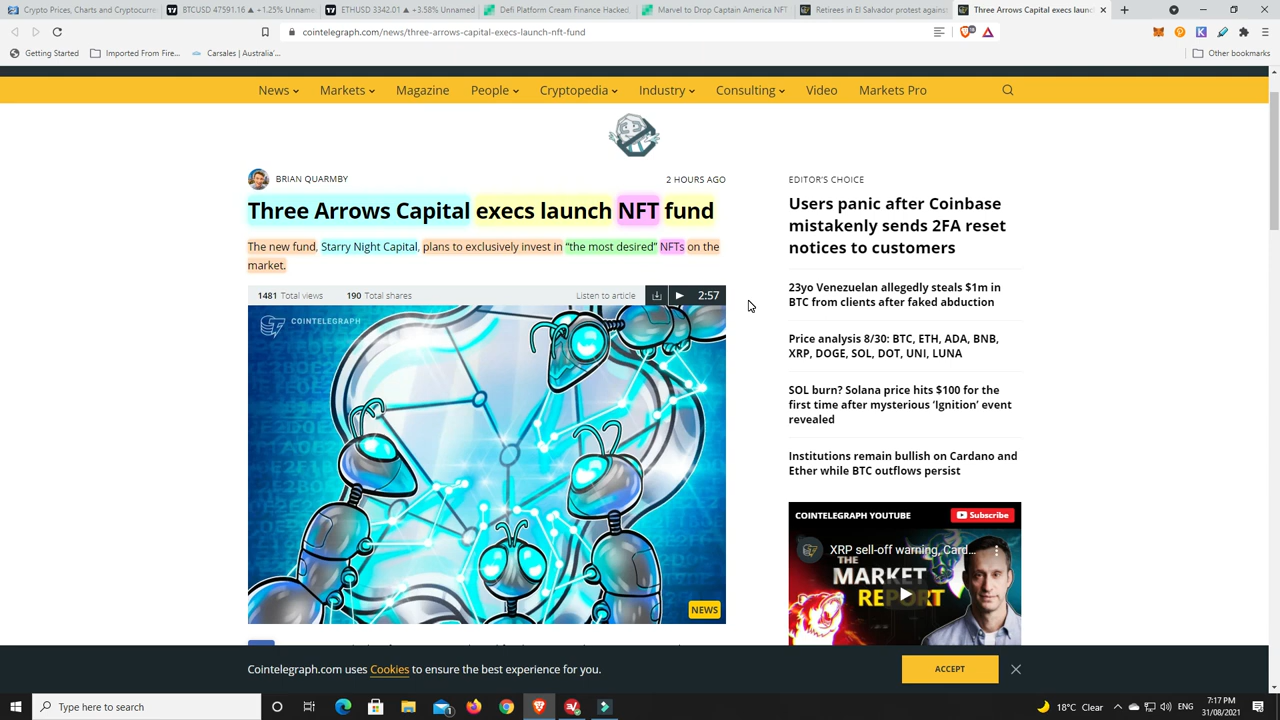 Crypto Prices, Charts and Cryptocurr
BTCUSD 47591.16 ▲ +1.25% Unname
ETHUSD 3342.01 ▲ +3.58% Unnamed
Defi Platform Cream Finance Hacked,
Marvel to Drop Captain America NFT
Retirees in El Salvador protest against
Three Arrows Capital execs launc
cointelegraph.com/news/three-arrows-capital-execs-launch-nft-fund
Getting Started
Imported From Fire...
Carsales | Australia'...
Other bookmarks
News
Markets
Magazine
People
Cryptopedia
Industry
Consulting
Video
Markets Pro
BRIAN QUARMBY
2 HOURS AGO
Three Arrows Capital execs launch NFT fund
The new fund, Starry Night Capital, plans to exclusively invest in “the most desired” NFTs on the
market.
1481 Total views
190 Total shares
Listen to article
2:57
COINTELEGRAPH
NEWS
EDITOR'S CHOICE
Users panic after Coinbase
mistakenly sends 2FA reset
notices to customers
23yo Venezuelan allegedly steals $1m in
BTC from clients after faked abduction
Price analysis 8/30: BTC, ETH, ADA, BNB,
XRP, DOGE, SOL, DOT, UNI, LUNA
SOL burn? Solana price hits $100 for the
first time after mysterious ‘Ignition’ event
revealed
Institutions remain bullish on Cardano and
Ether while BTC outflows persist
COINTELEGRAPH YOUTUBE
Subscribe
XRP sell-off warning, Card...
THE
MARKET
REPORT
Cointelegraph.com uses Cookies to ensure the best experience for you.
ACCEPT
Type here to search
18°C Clear
7:17 PM
31/08/2021